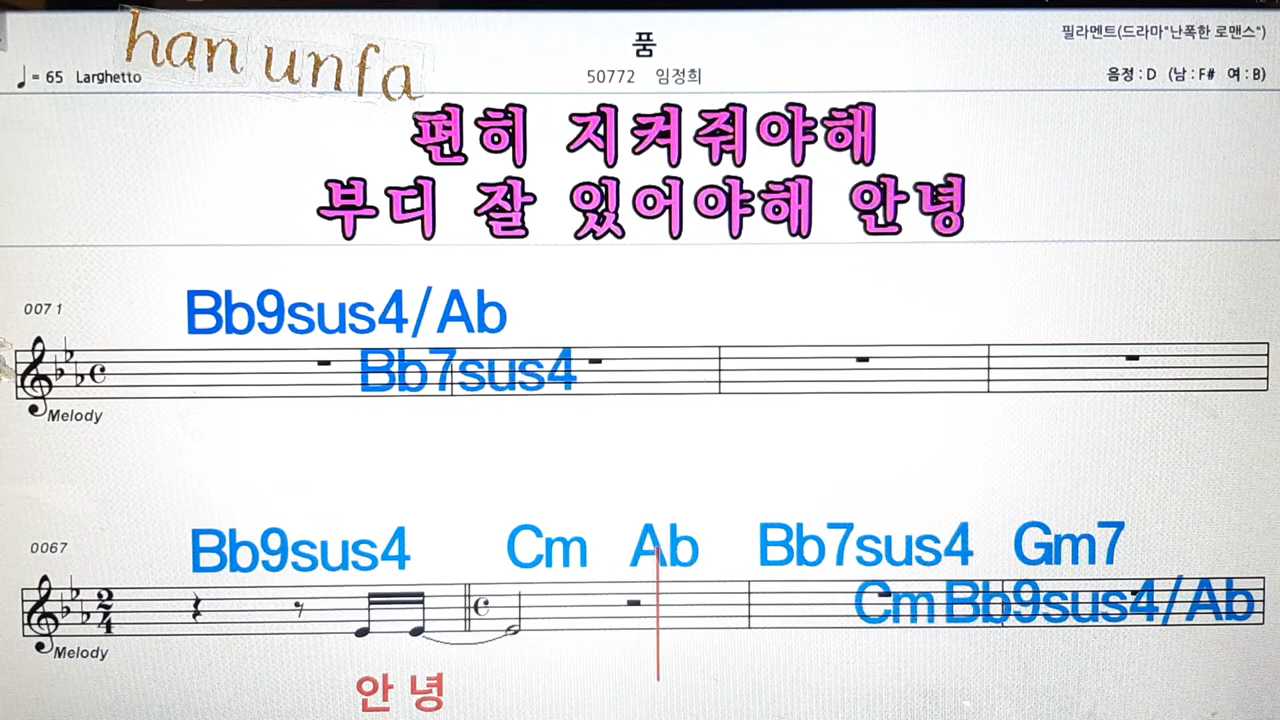 han unfa
품
필라멘트(드라마"난폭한 로맨스")
♩= 65 Larghetto
50772 임정희
음정 : D (남 : F# 여 : B)
편히 지켜줘야해
부디 잘 있어야해 안녕
0071
Bb9sus4/Ab
Bb7sus4
Melody
0067
Bb9sus4 Cm Ab Bb7sus4 Gm7
Cm Bb9sus4/Ab
2/4
Melody
안 녕